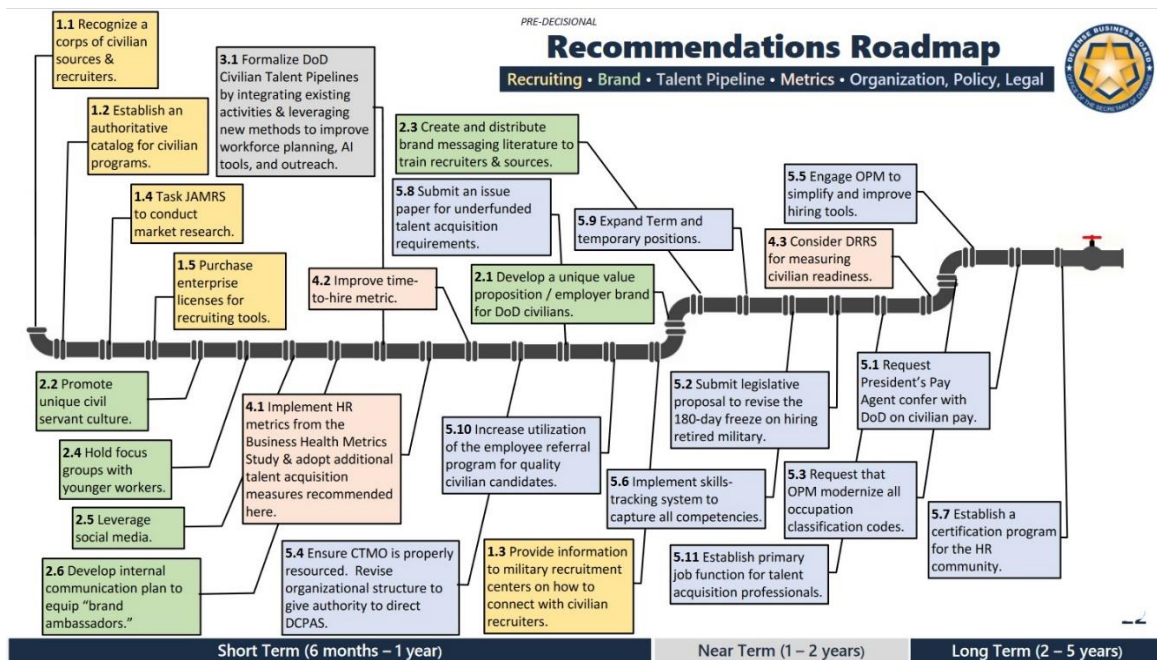 PRE-DECISIONAL
Recommendations Roadmap
Recruiting • Brand • Talent Pipeline • Metrics • Organization, Policy, Legal
DEFENSE BUSINESS BOARD
OFFICE OF THE SECRETARY OF DEFENSE
1.1 Recognize a
corps of civilian
sources &
recruiters.
1.2 Establish an
authoritative
catalog for civilian
programs.
1.4 Task JAMRS
to conduct
market research.
1.5 Purchase
enterprise
licenses for
recruiting tools.
3.1 Formalize DoD
Civilian Talent Pipelines
by integrating existing
activities & leveraging
new methods to improve
workforce planning, AI
tools, and outreach.
4.2 Improve time-
to-hire metric.
2.3 Create and distribute
brand messaging literature to
train recruiters & sources.
5.8 Submit an issue
paper for underfunded
talent acquisition
requirements.
2.1 Develop a unique value
proposition / employer brand
for DoD civilians.
5.9 Expand Term and
temporary positions.
5.5 Engage OPM to
simplify and improve
hiring tools.
4.3 Consider DRRS
for measuring
civilian readiness.
2.2 Promote
unique civil
servant culture.
2.4 Hold focus
groups with
younger workers.
2.5 Leverage
social media.
2.6 Develop internal
communication plan to
equip “brand
ambassadors.”
4.1 Implement HR
metrics from the
Business Health Metrics
Study & adopt additional
talent acquisition
measures recommended
here.
5.4 Ensure CTMO is properly
resourced. Revise
organizational structure to
give authority to direct
DCPAS.
5.10 Increase utilization
of the employee referral
program for quality
civilian candidates.
1.3 Provide information
to military recruitment
centers on how to
connect with civilian
recruiters.
5.2 Submit legislative
proposal to revise the
180-day freeze on hiring
retired military.
5.6 Implement skills-
tracking system to
capture all competencies.
5.11 Establish primary
job function for talent
acquisition professionals.
5.1 Request
President’s Pay
Agent confer with
DoD on civilian pay.
5.3 Request that
OPM modernize all
occupation
classification codes.
5.7 Establish a
certification program
for the HR
community.
Short Term (6 months – 1 year)
Near Term (1 – 2 years)
Long Term (2 – 5 years)